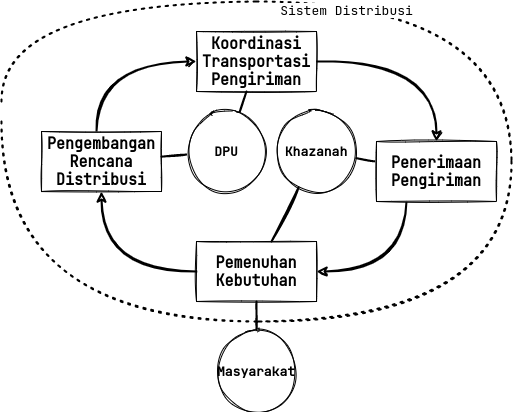 Sistem Distribusi
Koordinasi
Transportasi
Pengiriman
Pengembangan
Rencana
Distribusi
DPU
Khazanah
Penerimaan
Pengiriman
Pemenuhan
Kebutuhan
Masyarakat